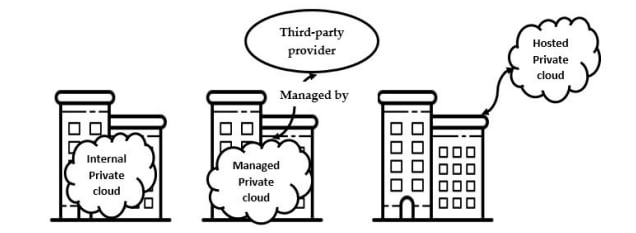 Third-party
provider
Managed by
Internal
Private
cloud
Managed
Private
cloud
Hosted
Private
cloud